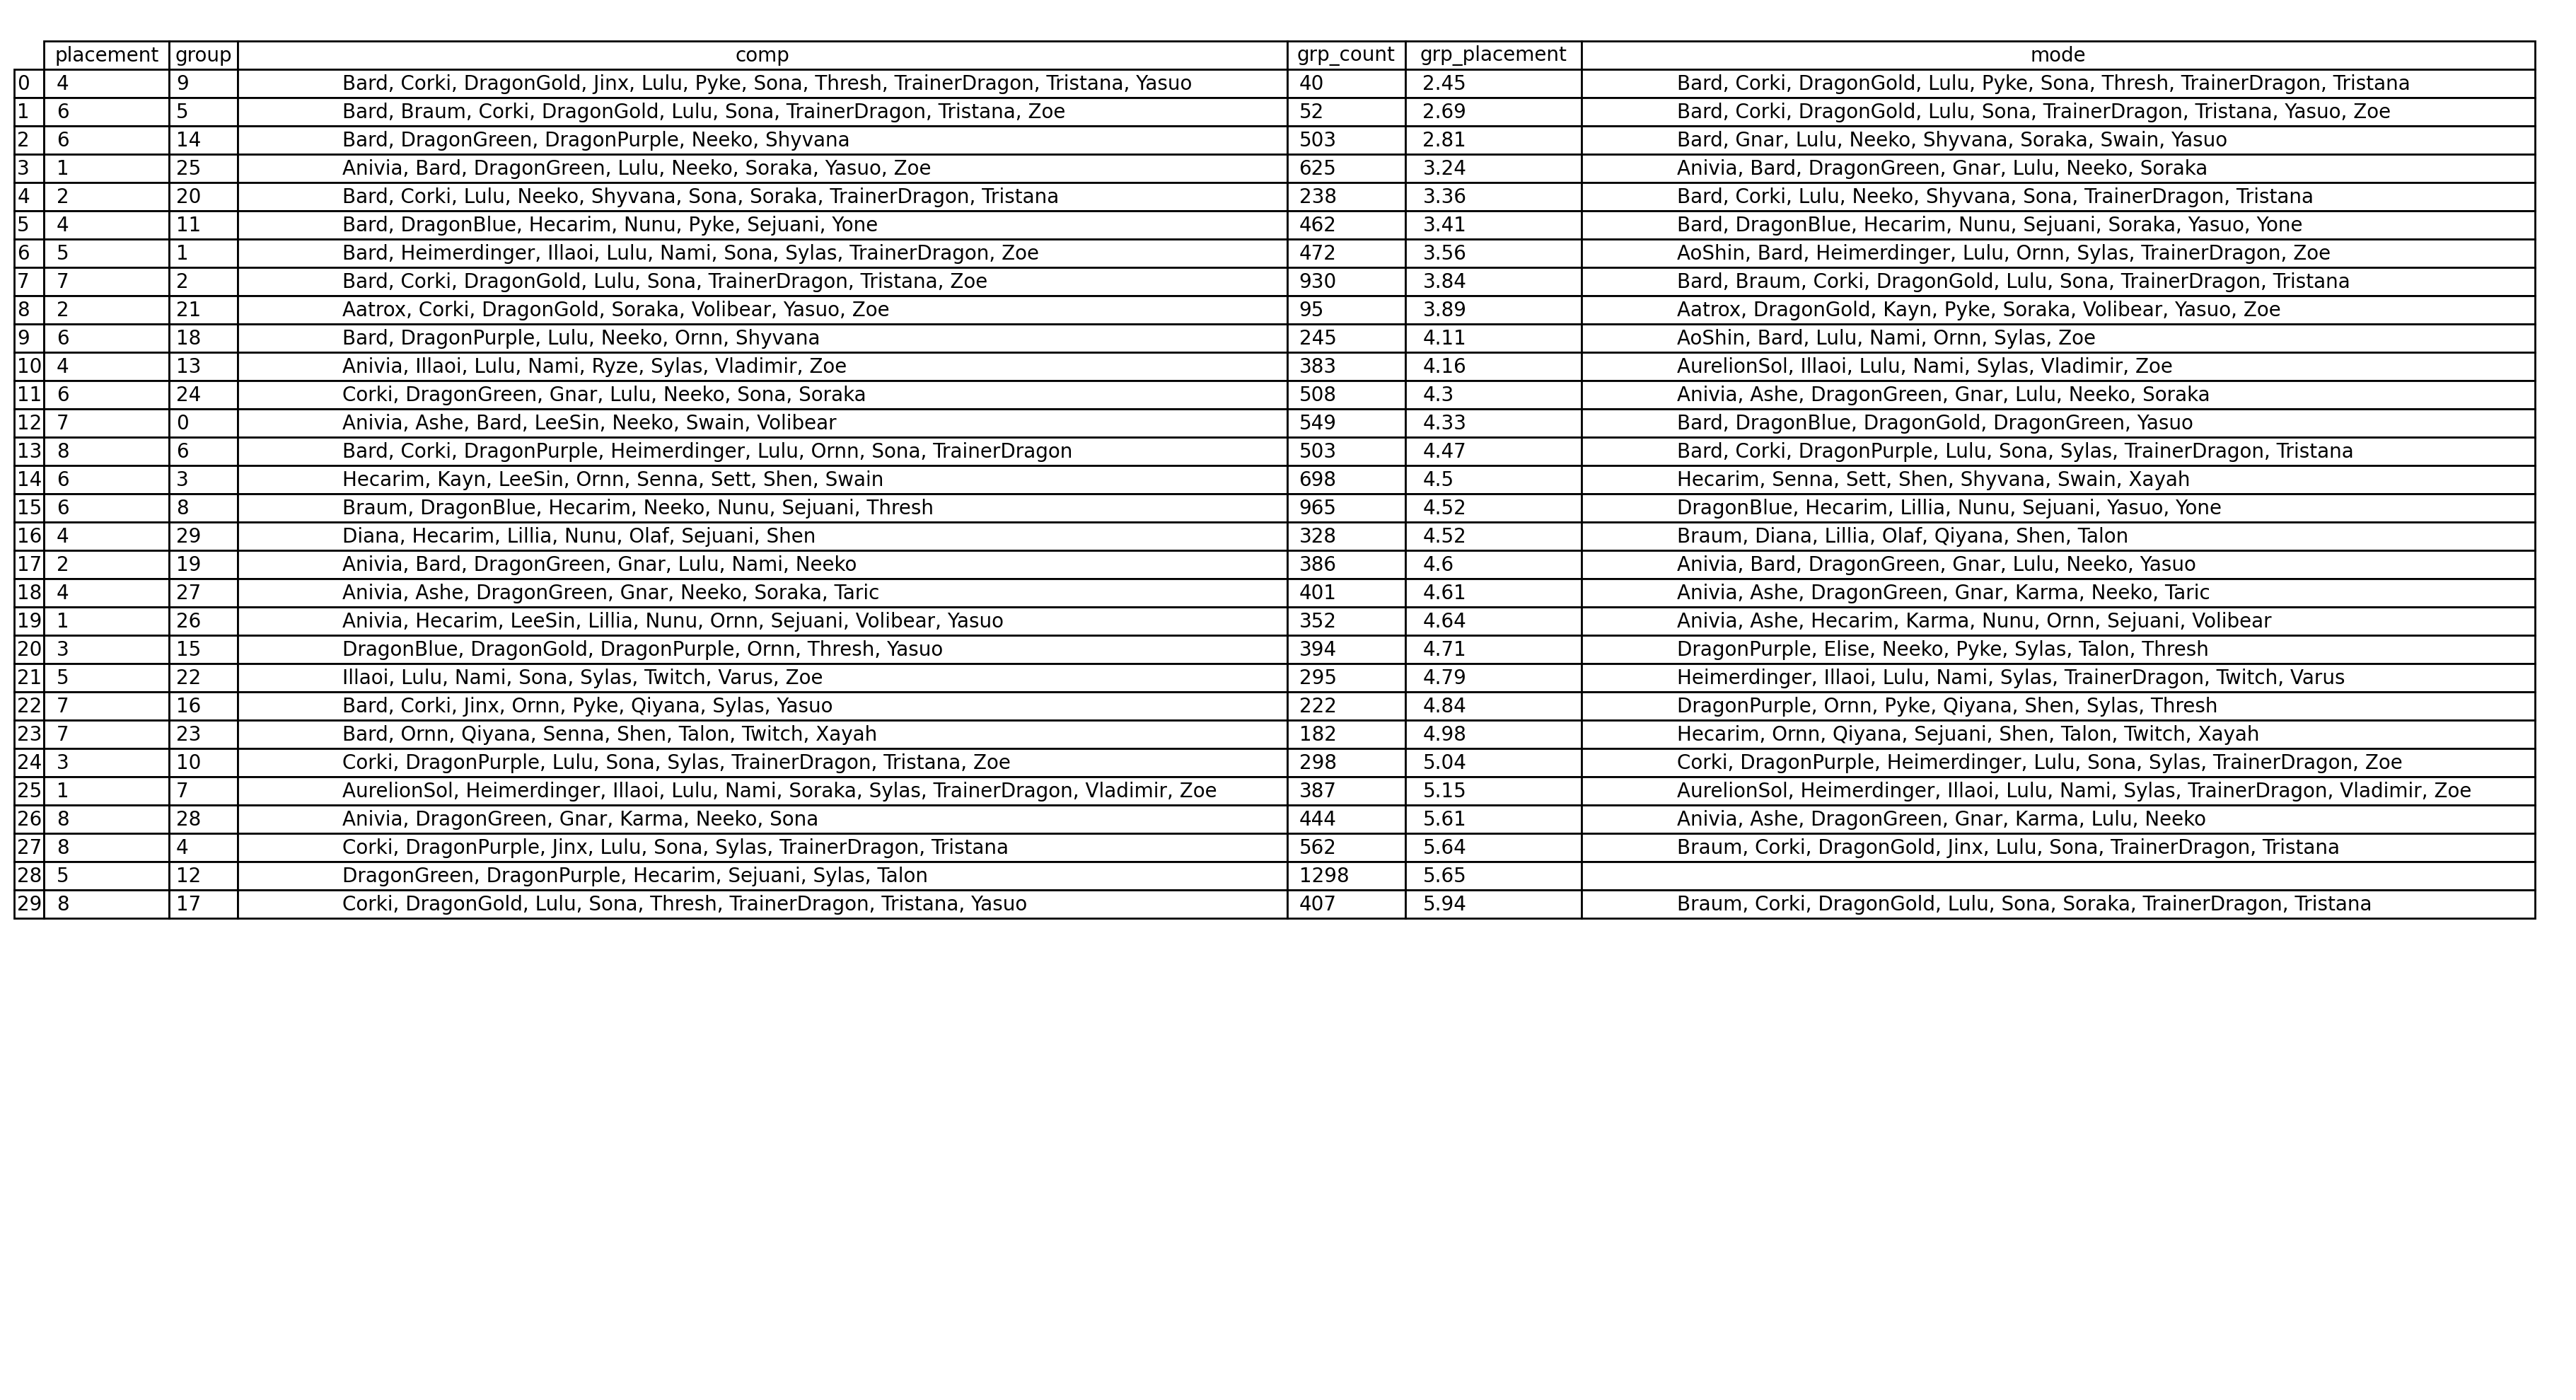 placement group comp grp_count grp_placement mode
0 4 9 Bard, Corki, DragonGold, Jinx, Lulu, Pyke, Sona, Thresh, TrainerDragon, Tristana, Yasuo 40 2.45 Bard, Corki, DragonGold, Lulu, Pyke, Sona, Thresh, TrainerDragon, Tristana
1 6 5 Bard, Braum, Corki, DragonGold, Lulu, Sona, TrainerDragon, Tristana, Zoe 52 2.69 Bard, Corki, DragonGold, Lulu, Sona, TrainerDragon, Tristana, Yasuo, Zoe
2 6 14 Bard, DragonGreen, DragonPurple, Neeko, Shyvana 503 2.81 Bard, Gnar, Lulu, Neeko, Shyvana, Soraka, Swain, Yasuo
3 1 25 Anivia, Bard, DragonGreen, Lulu, Neeko, Soraka, Yasuo, Zoe 625 3.24 Anivia, Bard, DragonGreen, Gnar, Lulu, Neeko, Soraka
4 2 20 Bard, Corki, Lulu, Neeko, Shyvana, Sona, Soraka, TrainerDragon, Tristana 238 3.36 Bard, Corki, Lulu, Neeko, Shyvana, Sona, TrainerDragon, Tristana
5 4 11 Bard, DragonBlue, Hecarim, Nunu, Pyke, Sejuani, Yone 462 3.41 Bard, DragonBlue, Hecarim, Nunu, Sejuani, Soraka, Yasuo, Yone
6 5 1 Bard, Heimerdinger, Illaoi, Lulu, Nami, Sona, Sylas, TrainerDragon, Zoe 472 3.56 AoShin, Bard, Heimerdinger, Lulu, Ornn, Sylas, TrainerDragon, Zoe
7 7 2 Bard, Corki, DragonGold, Lulu, Sona, TrainerDragon, Tristana, Zoe 930 3.84 Bard, Braum, Corki, DragonGold, Lulu, Sona, TrainerDragon, Tristana
8 2 21 Aatrox, Corki, DragonGold, Soraka, Volibear, Yasuo, Zoe 95 3.89 Aatrox, DragonGold, Kayn, Pyke, Soraka, Volibear, Yasuo, Zoe
9 6 18 Bard, DragonPurple, Lulu, Neeko, Ornn, Shyvana 245 4.11 AoShin, Bard, Lulu, Nami, Ornn, Sylas, Zoe
10 4 13 Anivia, Illaoi, Lulu, Nami, Ryze, Sylas, Vladimir, Zoe 383 4.16 AurelionSol, Illaoi, Lulu, Nami, Sylas, Vladimir, Zoe
11 6 24 Corki, DragonGreen, Gnar, Lulu, Neeko, Sona, Soraka 508 4.3 Anivia, Ashe, DragonGreen, Gnar, Lulu, Neeko, Soraka
12 7 0 Anivia, Ashe, Bard, LeeSin, Neeko, Swain, Volibear 549 4.33 Bard, DragonBlue, DragonGold, DragonGreen, Yasuo
13 8 6 Bard, Corki, DragonPurple, Heimerdinger, Lulu, Ornn, Sona, TrainerDragon 503 4.47 Bard, Corki, DragonPurple, Lulu, Sona, Sylas, TrainerDragon, Tristana
14 6 3 Hecarim, Kayn, LeeSin, Ornn, Senna, Sett, Shen, Swain 698 4.5 Hecarim, Senna, Sett, Shen, Shyvana, Swain, Xayah
15 6 8 Braum, DragonBlue, Hecarim, Neeko, Nunu, Sejuani, Thresh 965 4.52 DragonBlue, Hecarim, Lillia, Nunu, Sejuani, Yasuo, Yone
16 4 29 Diana, Hecarim, Lillia, Nunu, Olaf, Sejuani, Shen 328 4.52 Braum, Diana, Lillia, Olaf, Qiyana, Shen, Talon
17 2 19 Anivia, Bard, DragonGreen, Gnar, Lulu, Nami, Neeko 386 4.6 Anivia, Bard, DragonGreen, Gnar, Lulu, Neeko, Yasuo
18 4 27 Anivia, Ashe, DragonGreen, Gnar, Neeko, Soraka, Taric 401 4.61 Anivia, Ashe, DragonGreen, Gnar, Karma, Neeko, Taric
19 1 26 Anivia, Hecarim, LeeSin, Lillia, Nunu, Ornn, Sejuani, Volibear, Yasuo 352 4.64 Anivia, Ashe, Hecarim, Karma, Nunu, Ornn, Sejuani, Volibear
20 3 15 DragonBlue, DragonGold, DragonPurple, Ornn, Thresh, Yasuo 394 4.71 DragonPurple, Elise, Neeko, Pyke, Sylas, Talon, Thresh
21 5 22 Illaoi, Lulu, Nami, Sona, Sylas, Twitch, Varus, Zoe 295 4.79 Heimerdinger, Illaoi, Lulu, Nami, Sylas, TrainerDragon, Twitch, Varus
22 7 16 Bard, Corki, Jinx, Ornn, Pyke, Qiyana, Sylas, Yasuo 222 4.84 DragonPurple, Ornn, Pyke, Qiyana, Shen, Sylas, Thresh
23 7 23 Bard, Ornn, Qiyana, Senna, Shen, Talon, Twitch, Xayah 182 4.98 Hecarim, Ornn, Qiyana, Sejuani, Shen, Talon, Twitch, Xayah
24 3 10 Corki, DragonPurple, Lulu, Sona, Sylas, TrainerDragon, Tristana, Zoe 298 5.04 Corki, DragonPurple, Heimerdinger, Lulu, Sona, Sylas, TrainerDragon, Zoe
25 1 7 AurelionSol, Heimerdinger, Illaoi, Lulu, Nami, Soraka, Sylas, TrainerDragon, Vladimir, Zoe 387 5.15 AurelionSol, Heimerdinger, Illaoi, Lulu, Nami, Sylas, TrainerDragon, Vladimir, Zoe
26 8 28 Anivia, DragonGreen, Gnar, Karma, Neeko, Sona 444 5.61 Anivia, Ashe, DragonGreen, Gnar, Karma, Lulu, Neeko
27 8 4 Corki, DragonPurple, Jinx, Lulu, Sona, Sylas, TrainerDragon, Tristana 562 5.64 Braum, Corki, DragonGold, Jinx, Lulu, Sona, TrainerDragon, Tristana
28 5 12 DragonGreen, DragonPurple, Hecarim, Sejuani, Sylas, Talon 1298 5.65
29 8 17 Corki, DragonGold, Lulu, Sona, Thresh, TrainerDragon, Tristana, Yasuo 407 5.94 Braum, Corki, DragonGold, Lulu, Sona, Soraka, TrainerDragon, Tristana